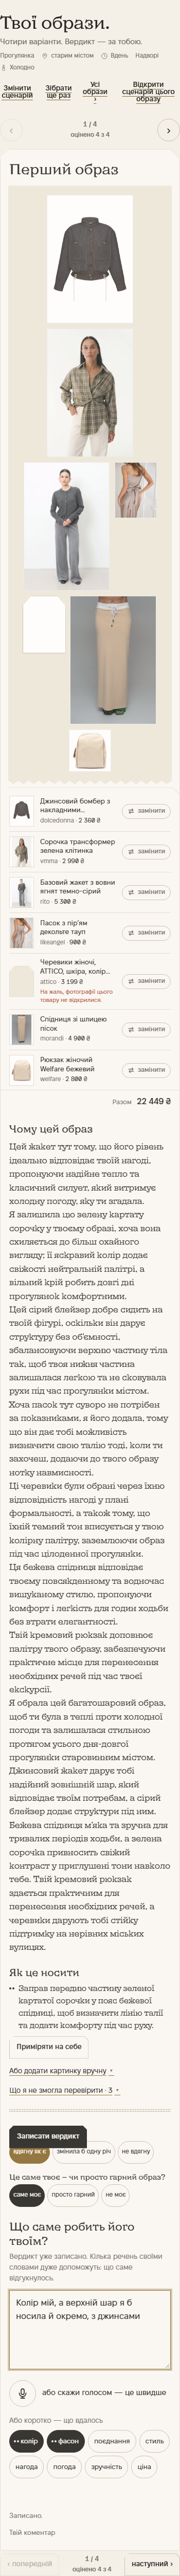 Твої образи.
Чотири варіанти. Вердикт — за тобою.
Прогулянка старим містом Вдень Надворі
Холодно
Змінити сценарій
Зібрати ще раз
Усі образи ›
Відкрити сценарій цього образу
‹
1 / 4
оцінено 4 з 4
›
Перший образ
Джинсовий бомбер з накладними…
dolcedonna · 2 360 ₴
замінити
Сорочка трансформер зелена клітинка
vmma · 2 990 ₴
замінити
Базовий жакет з вовни ягнят темно-сірий
rito · 5 300 ₴
замінити
Пасок з пір’ям декольте тауп
likeangel · 900 ₴
замінити
Черевики жіночі, ATTICO, шкіра, колір…
attico · 3 199 ₴
На жаль, фотографії цього товару не відкрилися.
замінити
Спідниця зі шлицею пісок
morandi · 4 900 ₴
замінити
Рюкзак жіночий Welfare бежевий
welfare · 2 800 ₴
замінити
Разом 22 449 ₴
Чому цей образ
Цей жакет тут тому, що його рівень
ідеально відповідає твоїй нагоді,
пропонуючи надійне тепло та
класичний силует, який витримує
холодну погоду, яку ти згадала.
Я залишила цю зелену картату
сорочку у твоєму образі, хоча вона
схиляється до більш охайного
вигляду; її яскравий колір додає
свіжості нейтральній палітрі, а
вільний крій робить довгі дні
прогулянок комфортними.
Цей сірий блейзер добре сидить на
твоїй фігурі, оскільки він дарує
структуру без об’ємності,
збалансовуючи верхню частину тіла
так, щоб твоя нижня частина
залишалася легкою та не сковувала
рухи під час прогулянки містом.
Хоча пасок тут суворо не потрібен
за показниками, я його додала, тому
що він дає тобі можливість
визначити свою талію тоді, коли ти
захочеш, додаючи до твого образу
нотку навмисності.
Ці черевики були обрані через їхню
відповідність нагоді у плані
формальності, а також тому, що
їхній темний тон вписується у твою
колірну палітру, заземлюючи образ
під час цілоденної прогулянки.
Ця бежева спідниця відповідає
твоєму повсякденному та водночас
вишуканому стилю, пропонуючи
комфорт і легкість для годин ходьби
без втрати елегантності.
Твій кремовий рюкзак доповнює
палітру твого образу, забезпечуючи
практичне місце для перенесення
необхідних речей під час твоєї
екскурсії.
Я обрала цей багатошаровий образ,
щоб ти була в теплі проти холодної
погоди та залишалася стильною
протягом усього дня-довгої
прогулянки старовинним містом.
Джинсовий жакет дарує тобі
надійний зовнішній шар, який
відповідає твоїм потребам, а сірий
блейзер додає структури під ним.
Бежева спідниця м’яка та зручна для
тривалих періодів ходьби, а зелена
сорочка привносить свіжий
контраст у приглушені тони навколо
тебе. Твій кремовий рюкзак
здається практичним для
перенесення необхідних речей, а
черевики дарують тобі стійку
підтримку на нерівних міських
вулицях.
Як це носити
Заправ передню частину зеленої
картатої сорочки у пояс бежевої
спідниці, щоб визначити лінію талії
та додати комфорту під час руху.
Приміряти на себе
Або додати картинку вручну
Що я не змогла перевірити · 3
Записати вердикт
вдягну як є
змінила б одну річ
не вдягну
Це саме твоє — чи просто гарний образ?
саме моє
просто гарний
не моє
Що саме робить його твоїм?
Вердикт уже записано. Кілька речень своїми
словами дуже допоможуть: що саме
відгукнулось.
Колір мій, а верхній шар я б
носила й окремо, з джинсами
або скажи голосом — це швидше
Або коротко — що вдалось
колір
фасон
поєднання
стиль
нагода
погода
зручність
ціна
Записано.
Твій коментар
‹ попередній
1 / 4
оцінено 4 з 4
наступний ›